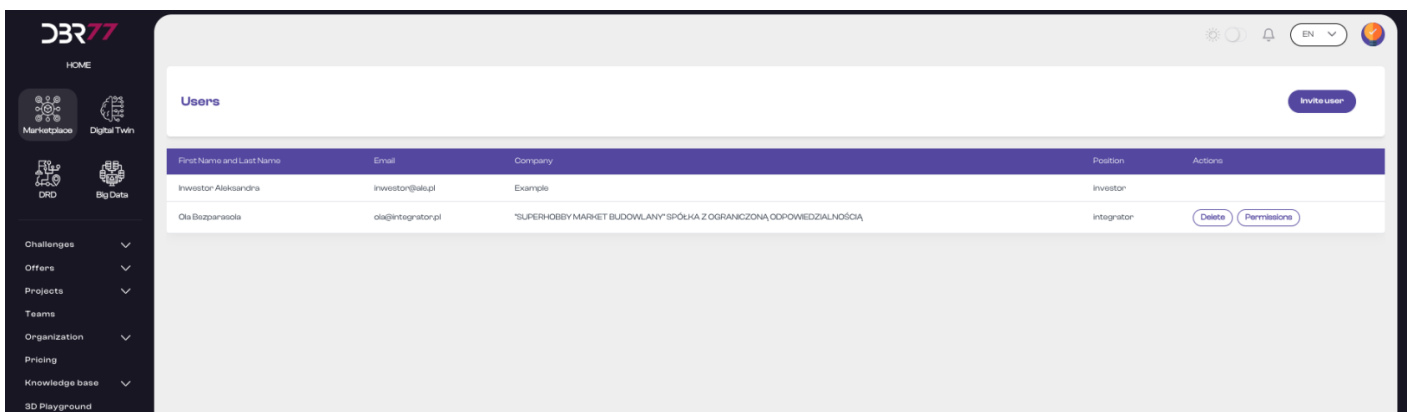 DBR77
HOME
Marketplace
Digital Twin
DRD
Big Data
Challenges
Offers
Projects
Teams
Organization
Pricing
Knowledge base
3D Playground
EN
Users
Invite user
First Name and Last Name Email Company Position Actions
Inwestor Aleksandra inwestor@ale.pl Example investor
Ola Bezparasola ola@integrator.pl "SUPERHOBBY MARKET BUDOWLANY" SPÓŁKA Z OGRANICZONĄ ODPOWIEDZIALNOŚCIĄ integrator Delete Permissions